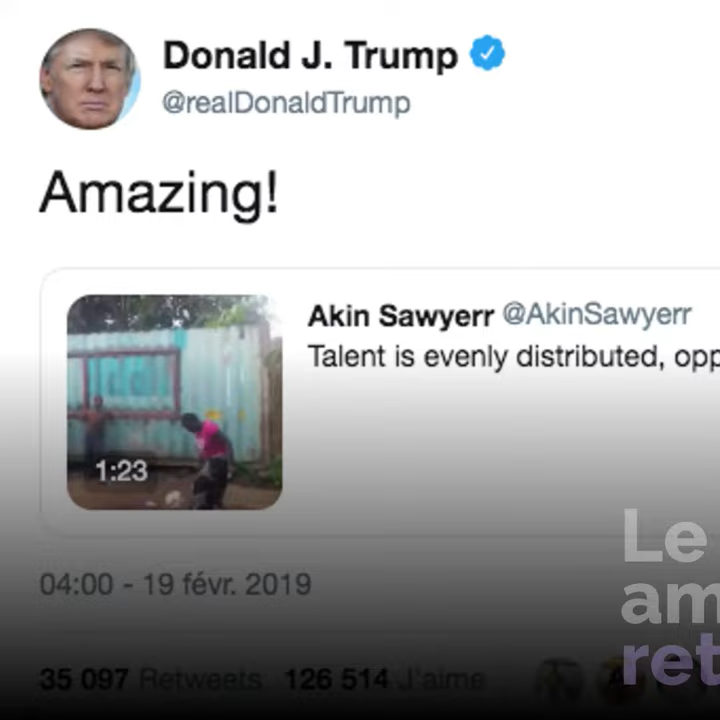 Donald J. Trump
@realDonaldTrump
Amazing!
Akin Sawyerr @AkinSawyerr
Talent is evenly distributed, opp
1:23
04:00 - 19 févr. 2019
35 097 Retweets 126 514 J'aime
Le
am
ret